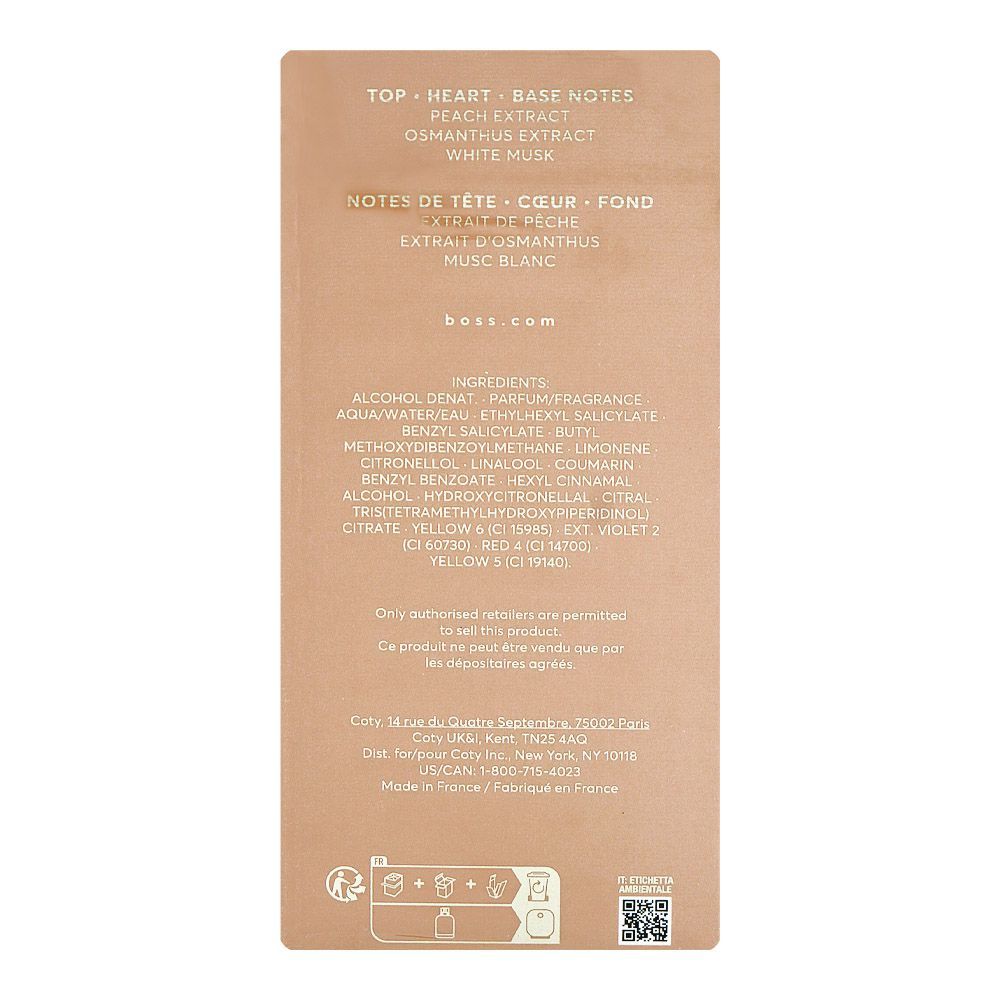 TOP • HEART • BASE NOTES
PEACH EXTRACT
OSMANTHUS EXTRACT
WHITE MUSK
NOTES DE TÊTE • CŒUR • FOND
EXTRAIT DE PÊCHE
EXTRAIT D'OSMANTHUS
MUSC BLANC
boss.com
INGREDIENTS:
ALCOHOL DENAT. · PARFUM/FRAGRANCE ·
AQUA/WATER/EAU · ETHYLHEXYL SALICYLATE ·
BENZYL SALICYLATE · BUTYL
METHOXYDIBENZOYLMETHANE · LIMONENE ·
CITRONELLOL · LINALOOL · COUMARIN ·
BENZYL BENZOATE · HEXYL CINNAMAL ·
ALCOHOL · HYDROXYCITRONELLAL · CITRAL ·
TRIS(TETRAMETHYLHYDROXYPIPERIDINOL)
CITRATE · YELLOW 6 (CI 15985) · EXT. VIOLET 2
(CI 60730) · RED 4 (CI 14700) ·
YELLOW 5 (CI 19140).
Only authorised retailers are permitted
to sell this product.
Ce produit ne peut être vendu que par
les dépositaires agréés.
Coty, 14 rue du Quatre Septembre, 75002 Paris
Coty UK&I, Kent, TN25 4AQ
Dist. for/pour Coty Inc., New York, NY 10118
US/CAN: 1-800-715-4023
Made in France / Fabriqué en France
FR
IT: ETICHETTA
AMBIENTALE